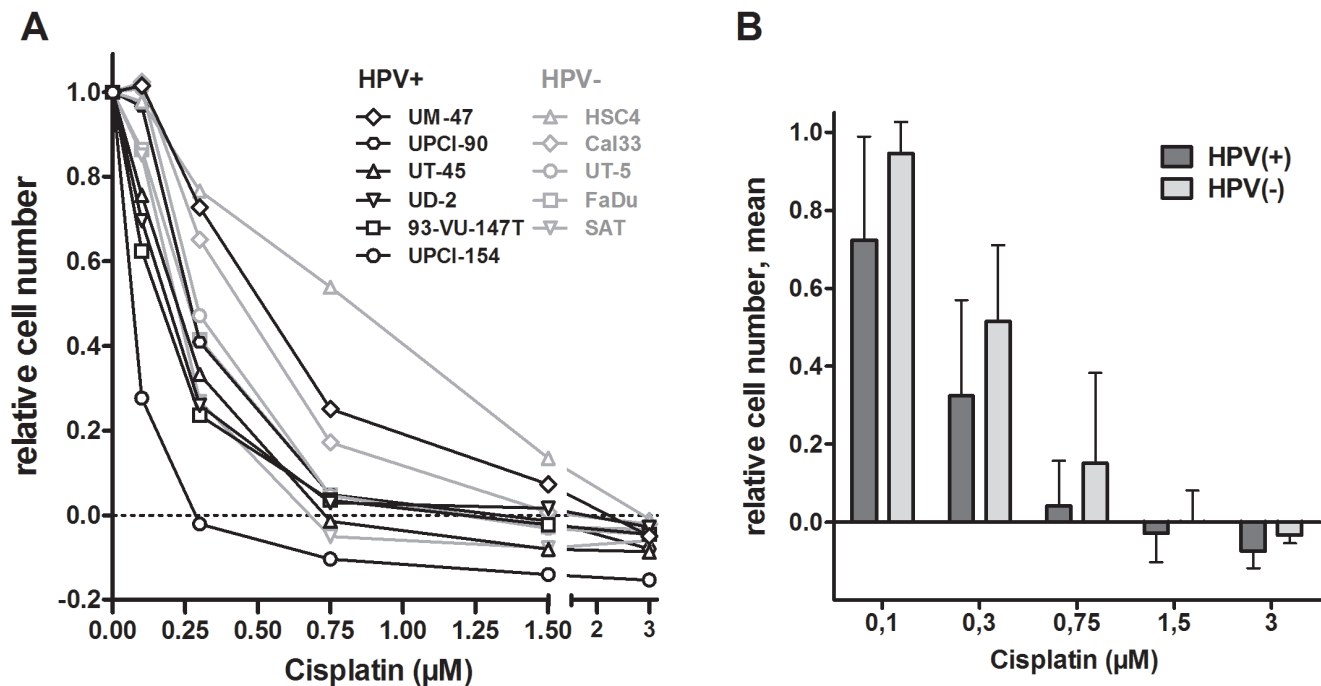 A
relative cell number
1.0
0.8
0.6
0.4
0.2
0.0
-0.2
0.00
0.25
0.50
0.75
1.00
1.25
1.50
2
3
Cisplatin (µM)
HPV+
UM-47
UPCI-90
UT-45
UD-2
93-VU-147T
UPCI-154
HPV-
HSC4
Cal33
UT-5
FaDu
SAT
B
relative cell number, mean
1.0
0.8
0.6
0.4
0.2
0.0
0,1
0,3
0,75
1,5
3
Cisplatin (µM)
HPV(+)
HPV(-)